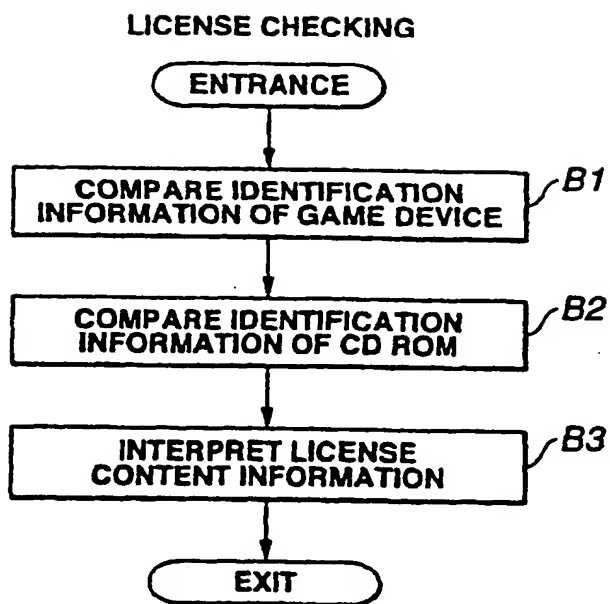 LICENSE CHECKING
ENTRANCE
COMPARE IDENTIFICATION
INFORMATION OF GAME DEVICE
B1
COMPARE IDENTIFICATION
INFORMATION OF CD ROM
B2
INTERPRET LICENSE
CONTENT INFORMATION
B3
EXIT